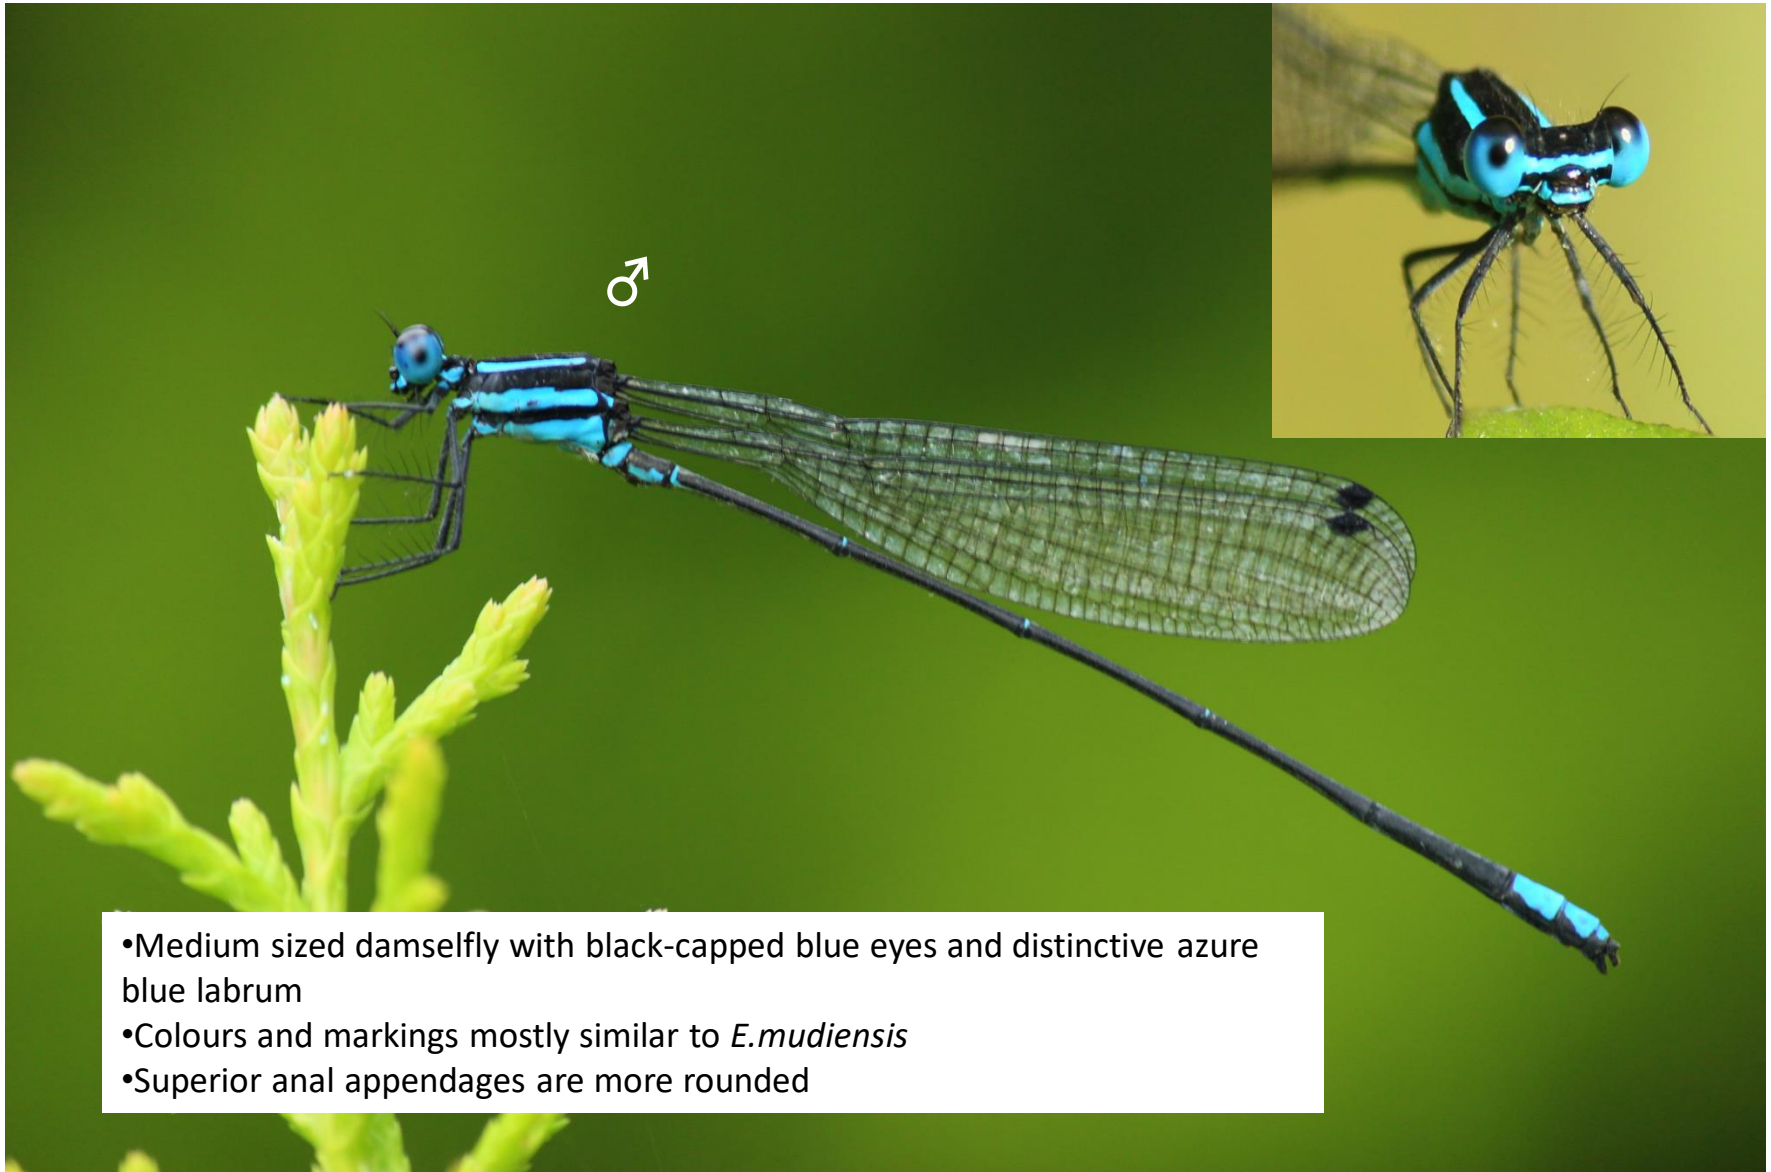 ♂
•Medium sized damselfly with black-capped blue eyes and distinctive azure
blue labrum
•Colours and markings mostly similar to E.mudiensis
•Superior anal appendages are more rounded